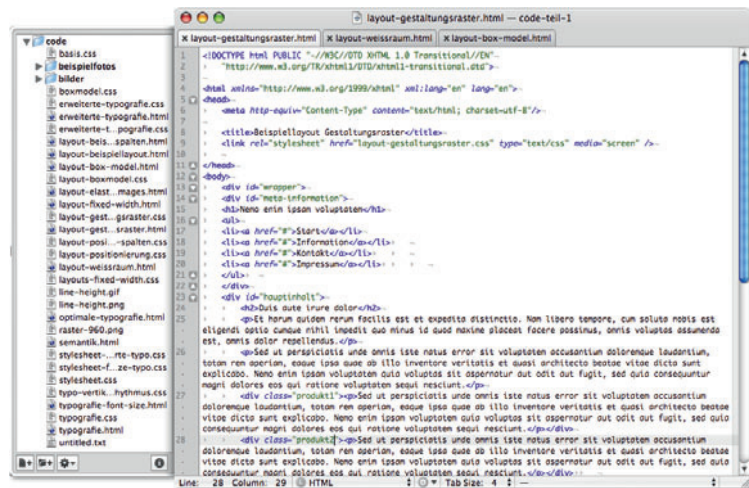 layout-gestaltungsraster.html — code-teil-1
layout-gestaltungsraster.html
layout-weissraum.html
layout-box-model.html
code
basis.css
beispielfotos
bilder
boxmodel.css
erweiterte-typografie.css
erweiterte-typografie.html
erweiterte-t...pografie.css
layout-beis...spalten.html
layout-beispiellayout.html
layout-box-model.html
layout-boxmodel.css
layout-elast...mages.html
layout-fixed-width.html
layout-gest...gsraster.css
layout-gest...sraster.html
layout-posi...-spalten.css
layout-positionierung.css
layout-weissraum.html
layouts-fixed-width.css
line-height.gif
line-height.png
optimale-typografie.html
raster-960.png
semantik.html
stylesheet-...rte-typo.css
stylesheet-f...ze-typo.css
stylesheet.css
typo-vertik...hythmus.css
typografie-font-size.html
typografie.css
typografie.html
untitled.txt
1 <!DOCTYPE html PUBLIC "-//W3C//DTD XHTML 1.0 Transitional//EN"
2 "http://www.w3.org/TR/xhtml1/DTD/xhtml1-transitional.dtd">
3
4 <html xmlns="http://www.w3.org/1999/xhtml" xml:lang="en" lang="en">
5 <head>
6 <meta http-equiv="Content-Type" content="text/html; charset=utf-8"/>
7
8 <title>Beispiellayout Gestaltungsraster</title>
9 <link rel="stylesheet" href="layout-gestaltungsraster.css" type="text/css" media="screen" />
10
11 </head>
12 <body>
13 <div id="wrapper">
14 <div id="meta-information">
15 <h1>Nemo enim ipsam voluptatem</h1>
16 <ul>
17 <li><a href="#">Start</a></li>
18 <li><a href="#">Information</a></li>
19 <li><a href="#">Kontakt</a></li>
20 <li><a href="#">Impressum</a></li>
21 </ul>
22 </div>
23 <div id="hauptinhalt">
24 <h2>Duis aute irure dolor</h2>
25 <p>Et harum quidem rerum facilis est et expedita distinctio. Nam libero tempore, cum soluta nobis est
eligendi optio cumque nihil impedit quo minus id quod maxime placeat facere possimus, omnis voluptas assumenda
est, omnis dolor repellendus.</p>
26 <p>Sed ut perspiciatis unde omnis iste natus error sit voluptatem accusantium doloremque laudantium,
totam rem aperiam, eaque ipsa quae ab illo inventore veritatis et quasi architecto beatae vitae dicta sunt
explicabo. Nemo enim ipsam voluptatem quia voluptas sit aspernatur aut odit aut fugit, sed quia consequuntur
magni dolores eos qui ratione voluptatem sequi nesciunt.</p>
27 <div class="produkt1"><p>Sed ut perspiciatis unde omnis iste natus error sit voluptatem accusantium
doloremque laudantium, totam rem aperiam, eaque ipsa quae ab illo inventore veritatis et quasi architecto beatae
vitae dicta sunt explicabo. Nemo enim ipsam voluptatem quia voluptas sit aspernatur aut odit aut fugit, sed quia
consequuntur magni dolores eos qui ratione voluptatem sequi nesciunt.</p></div>
28 <div class="produkt2"><p>Sed ut perspiciatis unde omnis iste natus error sit voluptatem accusantium
doloremque laudantium, totam rem aperiam, eaque ipsa quae ab illo inventore veritatis et quasi architecto beatae
vitae dicta sunt explicabo. Nemo enim ipsam voluptatem quia voluptas sit aspernatur aut odit aut fugit, sed quia
consequuntur magni dolores eos qui ratione voluptatem sequi nesciunt.</p></div>
Line: 28 Column: 29 HTML Tab Size: 4 —